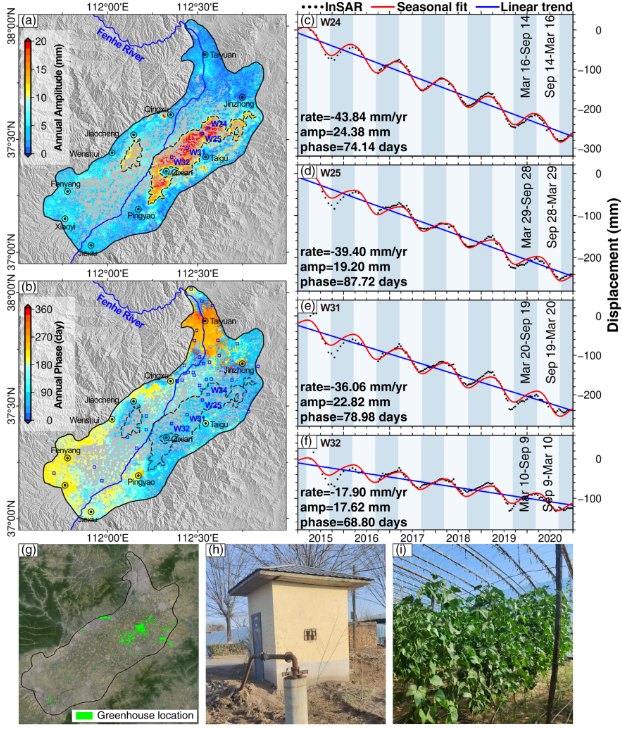 InSAR Seasonal fit Linear trend
(a)
38°00'N
37°30'N
37°00'N
112°00'E 112°30'E
20
15
10
5
0
Annual Amplitude (mm)
Fenhe River
Taiyuan
Jinzhong
Qingxu
Jiaocheng
Wenshui
W24
W25
W31
W32
Taigu
Qixian
Fenyang
Pingyao
Xiaoyi
Jiexiu
(b)
38°00'N
37°30'N
37°00'N
112°00'E 112°30'E
360
270
180
90
0
Annual Phase (day)
Fenhe River
Taiyuan
Jinzhong
Qingxu
Jiaocheng
Wenshui
W24
W25
W31
W32
Taigu
Qixian
Fenyang
Pingyao
Jiexiu
(c) W24
rate=-43.84 mm/yr
amp=24.38 mm
phase=74.14 days
Mar 16-Sep 14
Sep 14-Mar 16
0
-100
-200
-300
(d) W25
rate=-39.40 mm/yr
amp=19.20 mm
phase=87.72 days
Mar 29-Sep 28
Sep 28-Mar 29
0
-100
-200
(e) W31
rate=-36.06 mm/yr
amp=22.82 mm
phase=78.98 days
Mar 20-Sep 19
Sep 19-Mar 20
0
-100
-200
(f) W32
rate=-17.90 mm/yr
amp=17.62 mm
phase=68.80 days
Mar 10-Sep 9
Sep 9-Mar 10
0
-100
2015 2016 2017 2018 2019 2020
Displacement (mm)
(g)
Greenhouse location
(h)
(i)